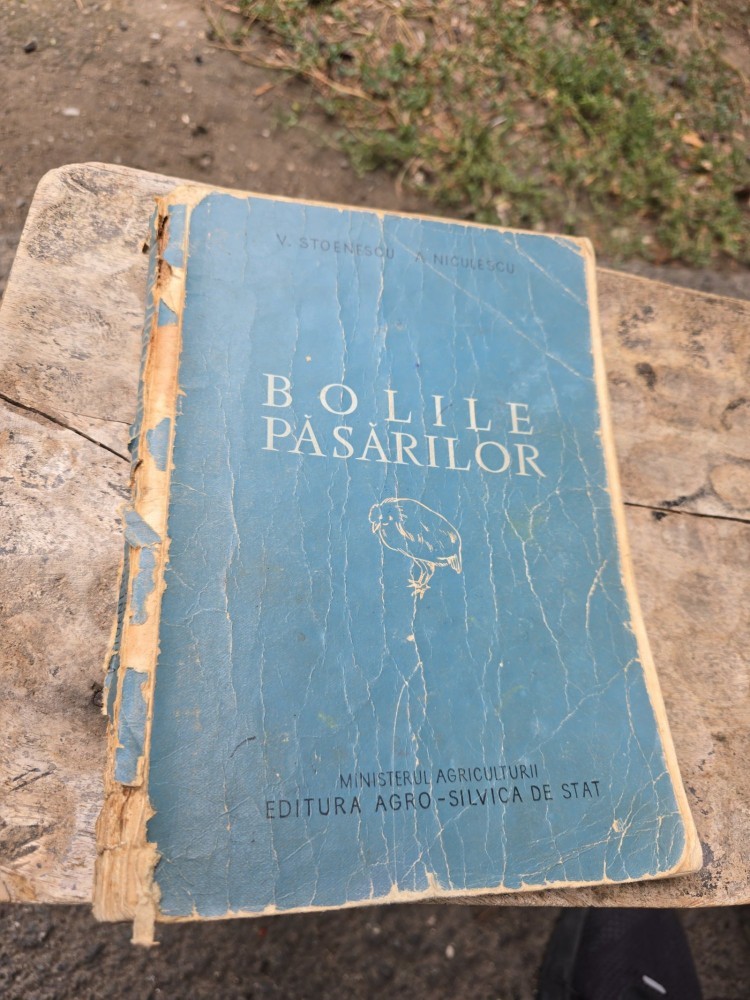 V. STOENESCU A. NICULESCU
BOLILE
PĂSĂRILOR
MINISTERUL AGRICULTURII
EDITURA AGRO-SILVICA DE STAT